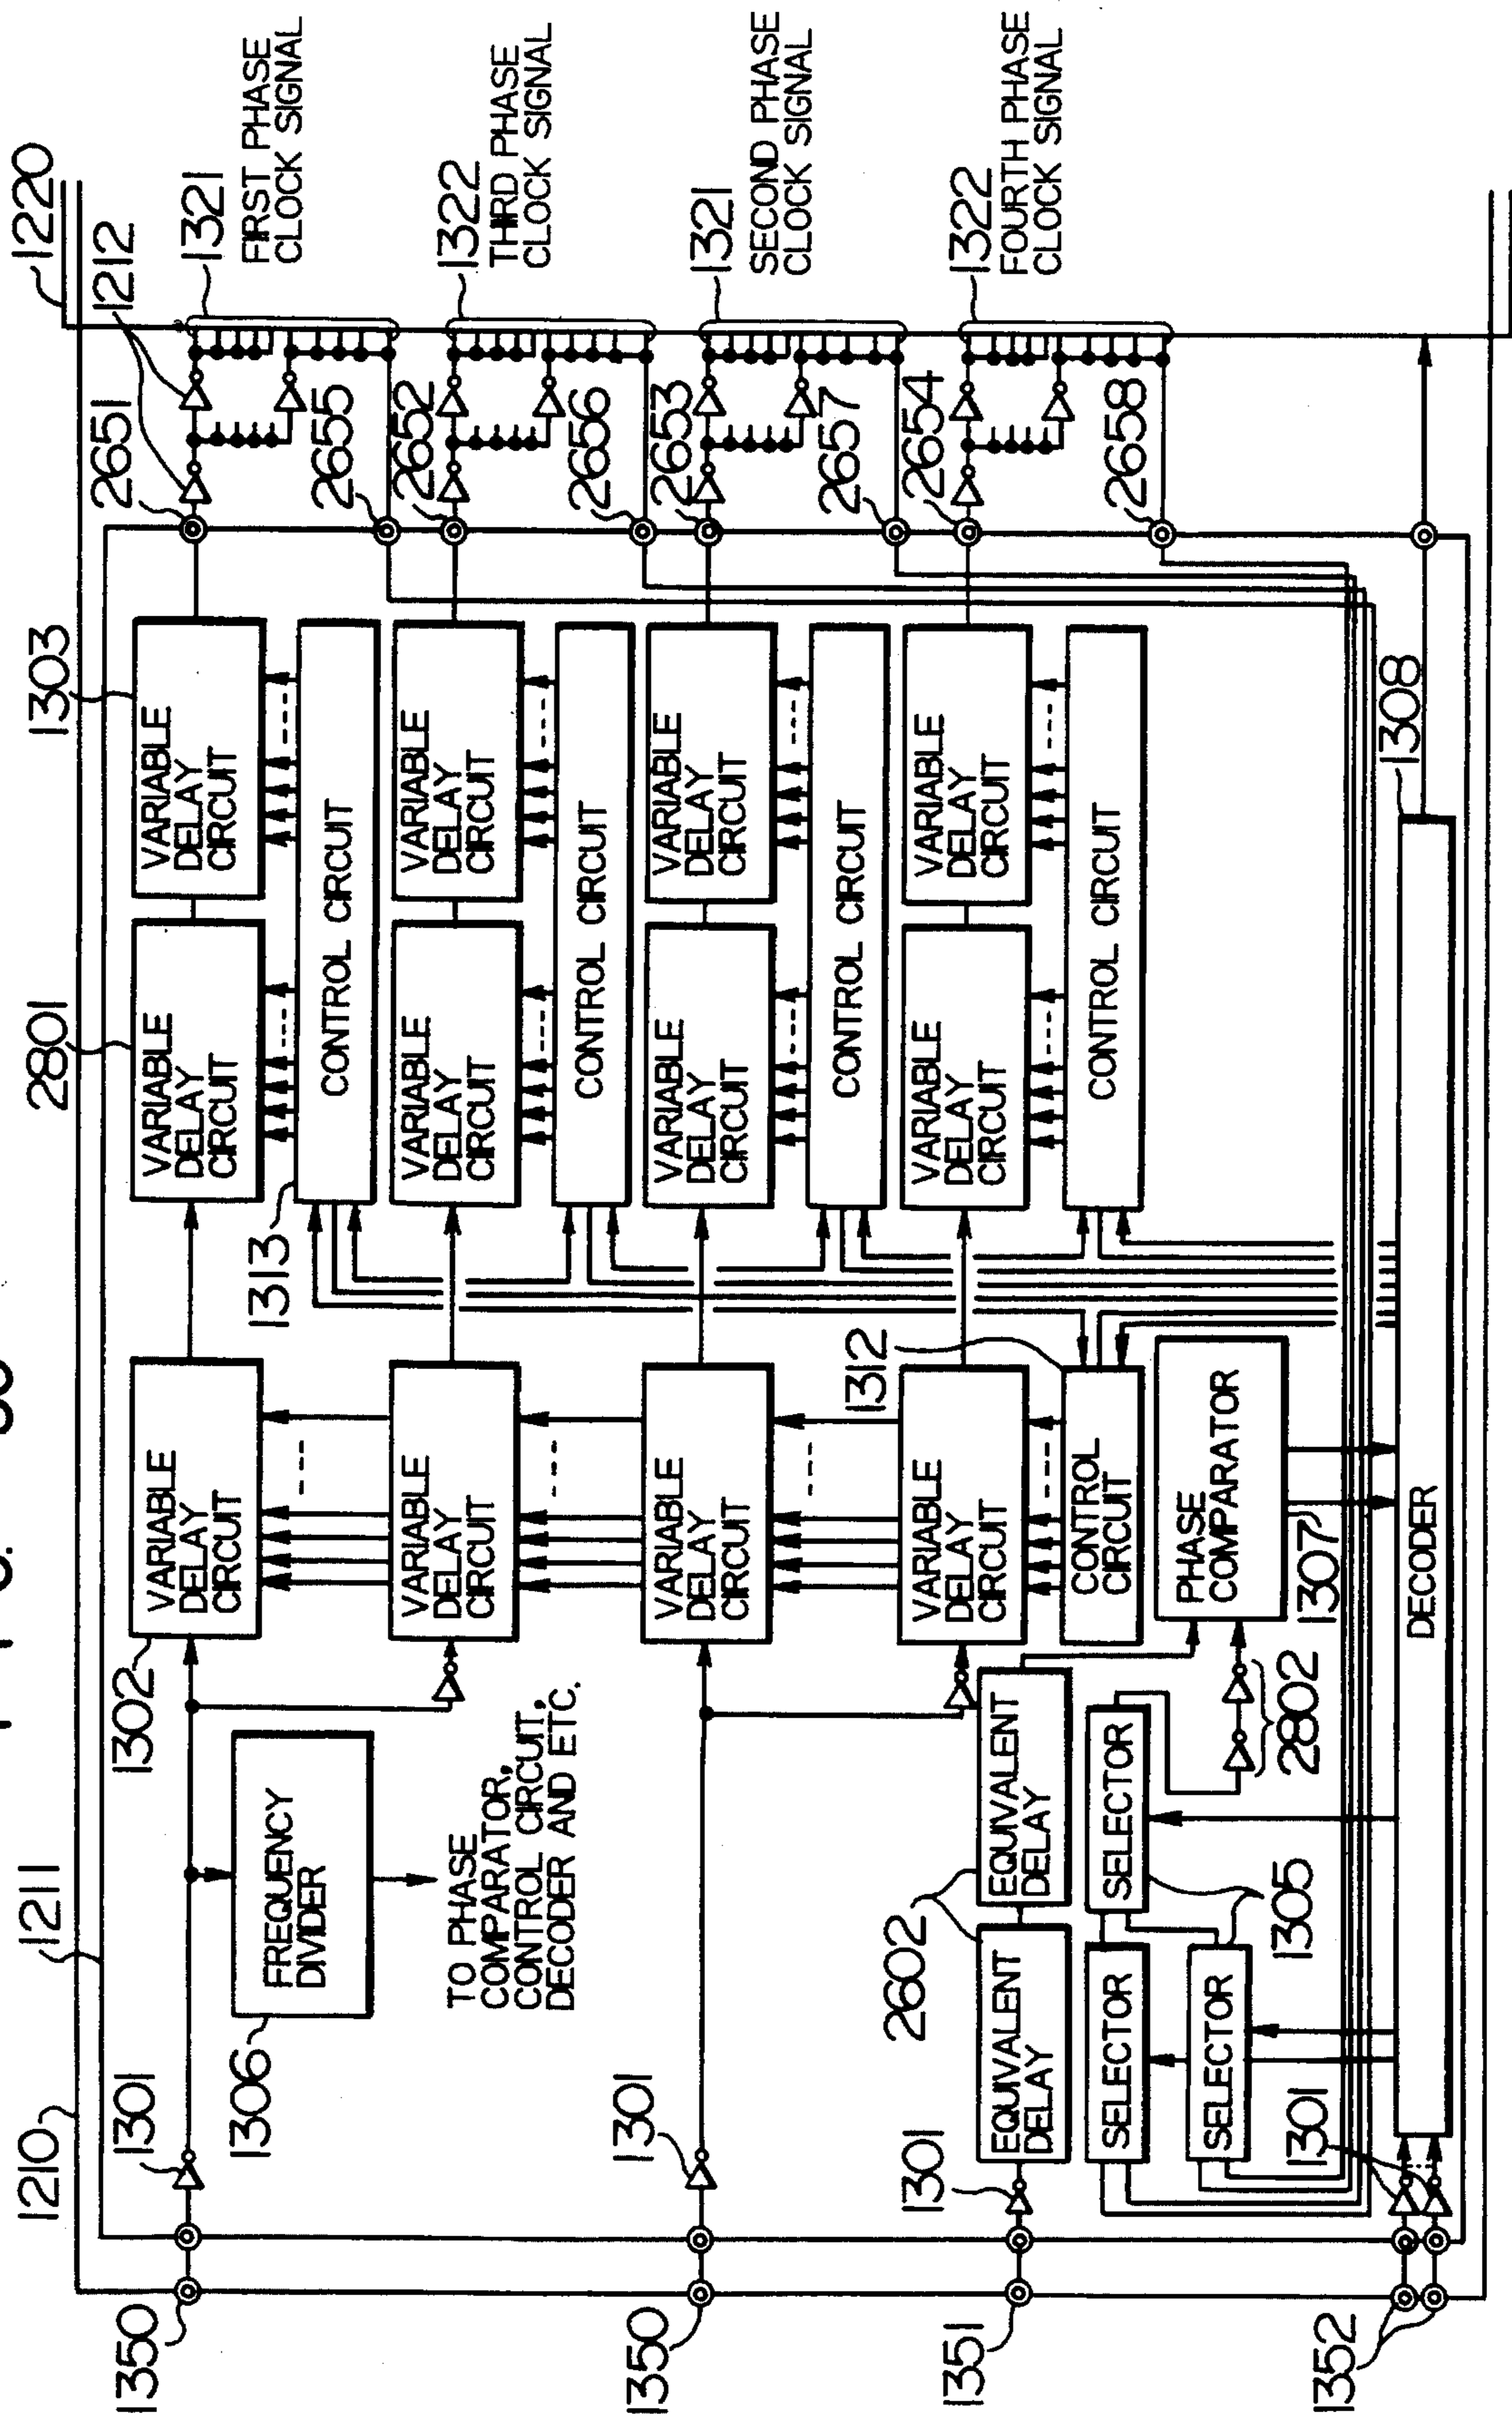 F I G.
1210
1211
1220
2801
1303
1212
1350
1301
1302
VARIABLE
DELAY
CIRCUIT
VARIABLE
DELAY
CIRCUIT
VARIABLE
DELAY
CIRCUIT
2651
1321
FIRST PHASE
CLOCK SIGNAL
1306
FREQUENCY
DIVIDER
1313
CONTROL CIRCUIT
2655
TO PHASE
COMPARATOR,
CONTROL CIRCUIT,
DECODER AND ETC.
VARIABLE
DELAY
CIRCUIT
VARIABLE
DELAY
CIRCUIT
VARIABLE
DELAY
CIRCUIT
2652
1322
THIRD PHASE
CLOCK SIGNAL
CONTROL CIRCUIT
2656
1350
1301
VARIABLE
DELAY
CIRCUIT
VARIABLE
DELAY
CIRCUIT
VARIABLE
DELAY
CIRCUIT
2653
1321
SECOND PHASE
CLOCK SIGNAL
CONTROL CIRCUIT
2657
2602
1312
VARIABLE
DELAY
CIRCUIT
VARIABLE
DELAY
CIRCUIT
VARIABLE
DELAY
CIRCUIT
2654
1322
FOURTH PHASE
CLOCK SIGNAL
1351
1301
EQUIVALENT
DELAY
EQUIVALENT
DELAY
CONTROL
CIRCUIT
CONTROL CIRCUIT
2658
SELECTOR
SELECTOR
SELECTOR
1305
2802
PHASE
COMPARATOR
1307
1352
1301
DECODER
1308